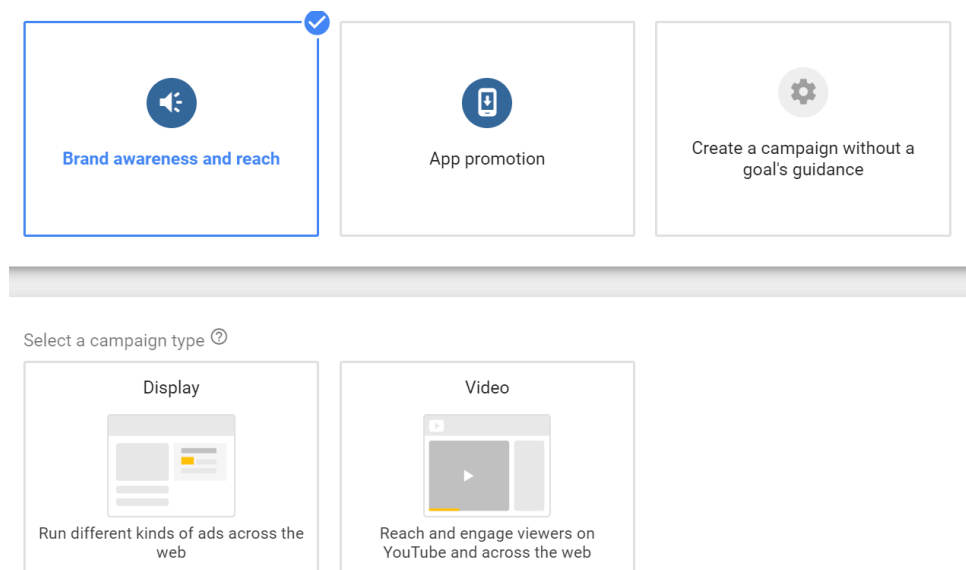 Brand awareness and reach
App promotion
Create a campaign without a
goal's guidance
Select a campaign type
Display
Video
Run different kinds of ads across the
web
Reach and engage viewers on
YouTube and across the web